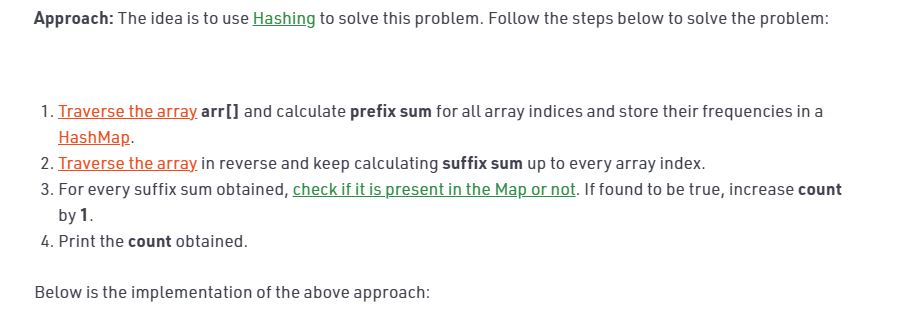 Approach: The idea is to use Hashing to solve this problem. Follow the steps below to solve the problem:
1. Traverse the array arr[] and calculate prefix sum for all array indices and store their frequencies in a
HashMap.
2. Traverse the array in reverse and keep calculating suffix sum up to every array index.
3. For every suffix sum obtained, check if it is present in the Map or not. If found to be true, increase count
by 1.
4. Print the count obtained.
Below is the implementation of the above approach: